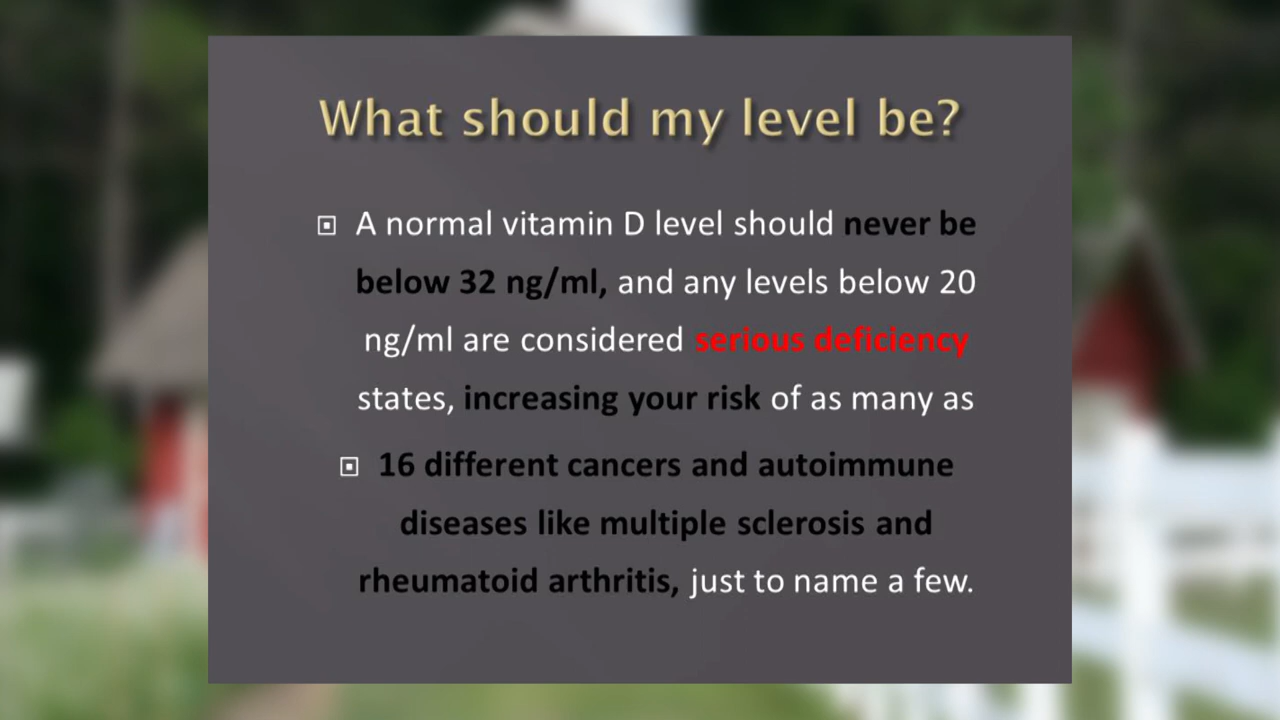 What should my level be?
A normal vitamin D level should never be
below 32 ng/ml, and any levels below 20
ng/ml are considered serious deficiency
states, increasing your risk of as many as
16 different cancers and autoimmune
diseases like multiple sclerosis and
rheumatoid arthritis, just to name a few.